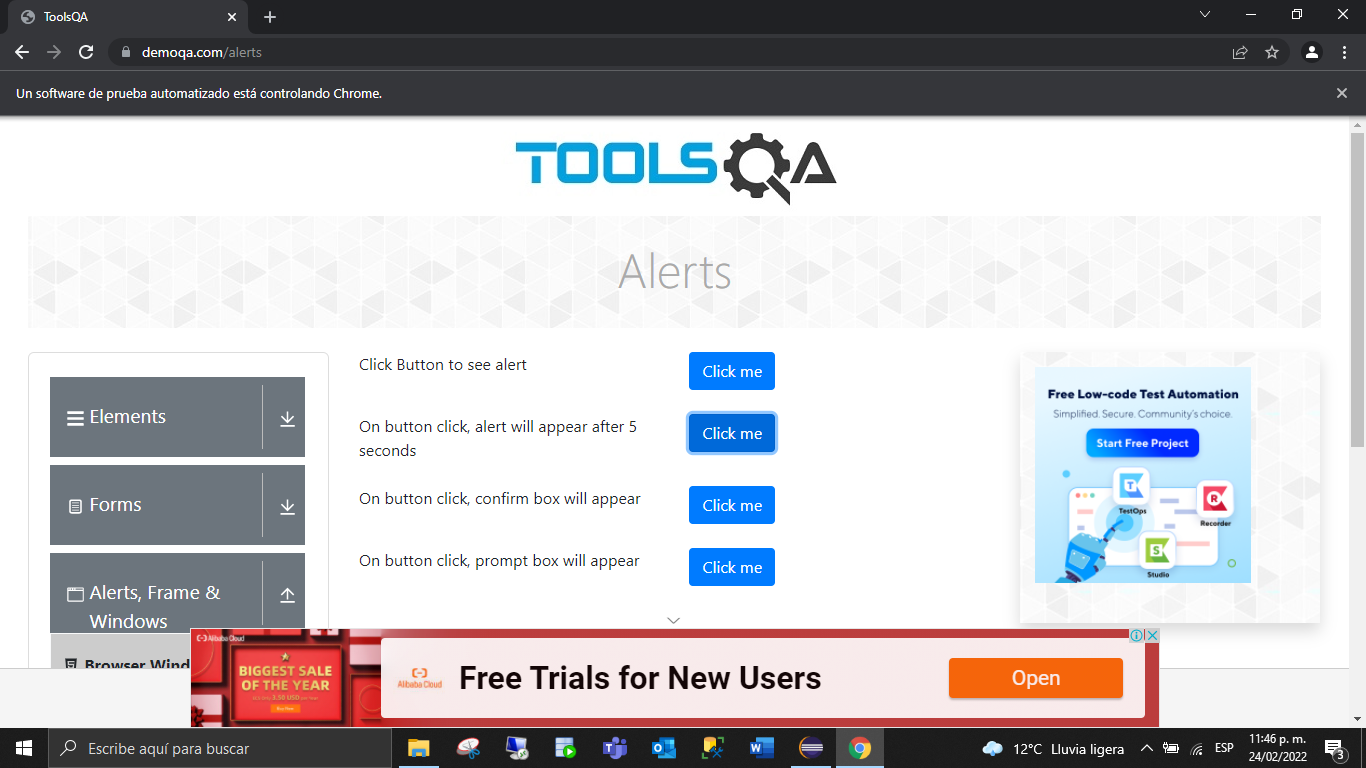 ToolsQA
demoqa.com/alerts
Un software de prueba automatizado está controlando Chrome.
TOOLSQA
Alerts
Elements
Forms
Alerts, Frame &
Windows
Browser Wind
Click Button to see alert
Click me
On button click, alert will appear after 5
seconds
Click me
On button click, confirm box will appear
Click me
On button click, prompt box will appear
Click me
Free Low-code Test Automation
Simplified. Secure. Community's choice.
Start Free Project
TestOps
Recorder
Studio
Alibaba Cloud
BIGGEST SALE
OF THE YEAR
3.50 USD
Buy Now
Alibaba Cloud
Free Trials for New Users
Open
Escribe aquí para buscar
12°C Lluvia ligera
ESP
11:46 p. m.
24/02/2022
3